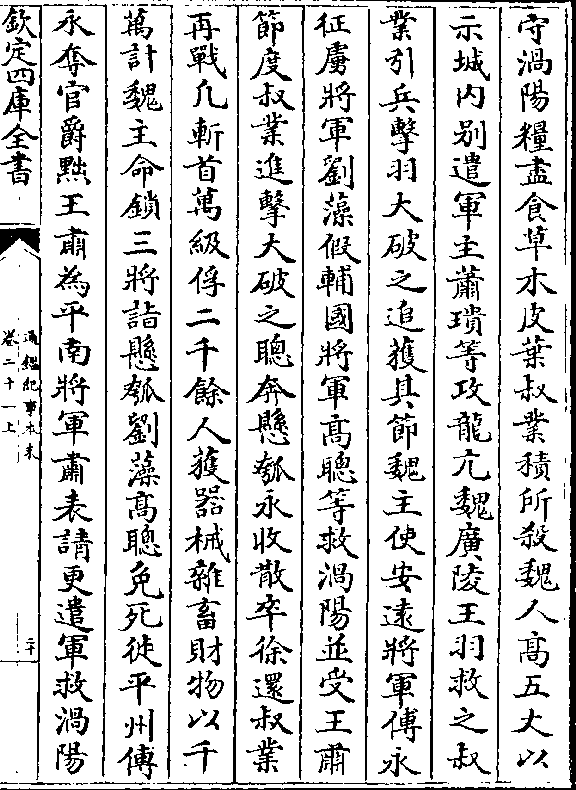 守渦陽糧盡食草木皮葉叔業積所殺魏人髙五丈以
示城内别遣軍主蕭璝等攻龍亢魏廣陵王羽救之叔
業引兵擊羽大破之追獲其節魏主使安遠將軍傅永
征虜將軍劉藻假輔國將軍髙聰等救渦陽並受王肅
節度叔業進擊大破之聰奔懸瓠永收散卒徐還叔業
再戰凡斬首萬級俘二千餘人獲器械雜畜財物以千
萬計魏主命鎖三將詣懸瓠劉藻髙聰免死徙平州傅
永奪官爵黜王肅為平南將軍肅表請更遣軍救渦陽
欽定四庫全書
通鑑紀事本末
卷二十一上
二十